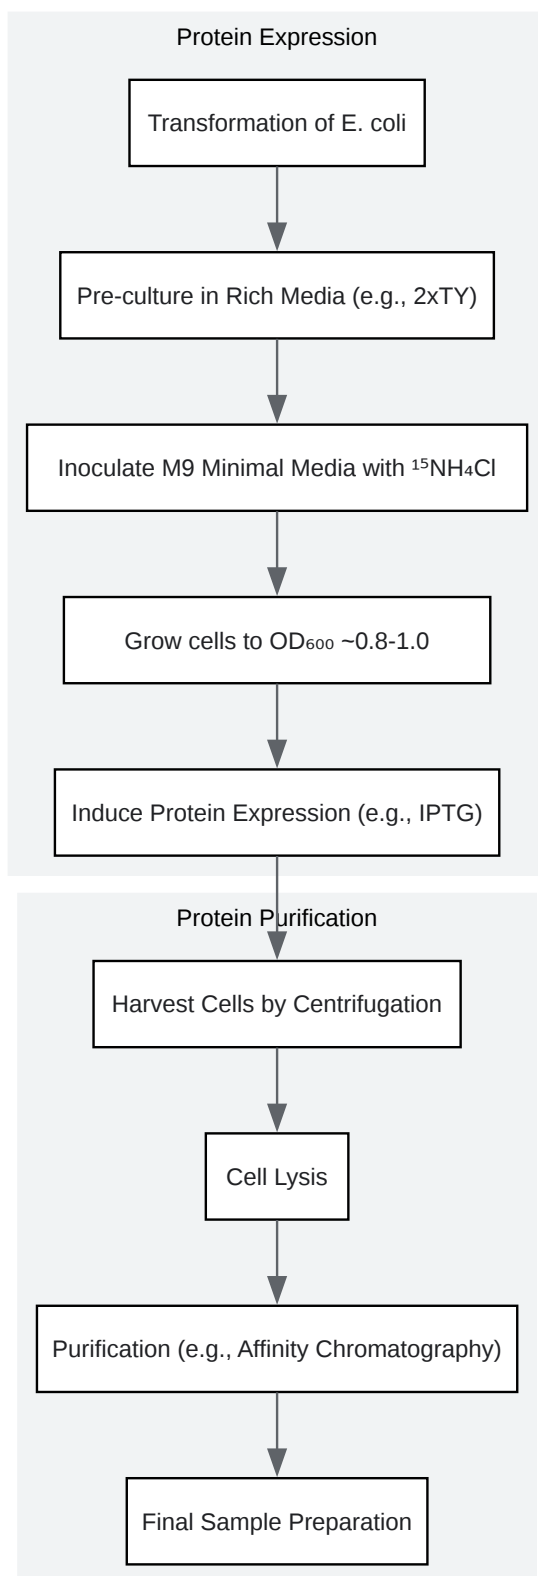 Protein Expression
Transformation of E. coli
Pre-culture in Rich Media (e.g., 2xTY)
Inoculate M9 Minimal Media with ¹⁵NH₄Cl
Grow cells to OD₆₀₀ ~0.8-1.0
Induce Protein Expression (e.g., IPTG)
Protein Purification
Harvest Cells by Centrifugation
Cell Lysis
Purification (e.g., Affinity Chromatography)
Final Sample Preparation